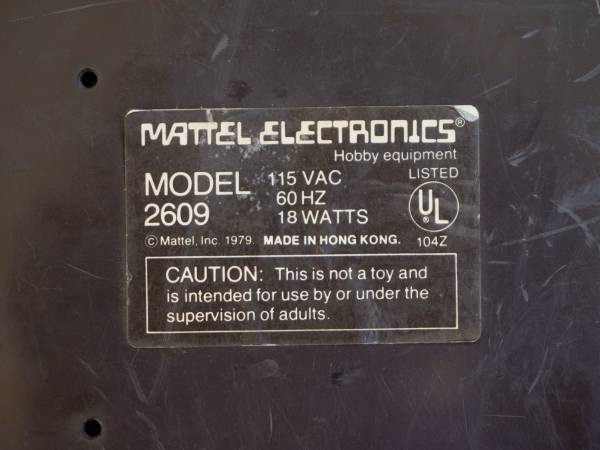 MATTEL ELECTRONICS®
Hobby equipment
MODEL 2609
115 VAC
60 HZ
18 WATTS
LISTED
UL
®
104Z
© Mattel, Inc. 1979. MADE IN HONG KONG.
CAUTION: This is not a toy and
is intended for use by or under the
supervision of adults.